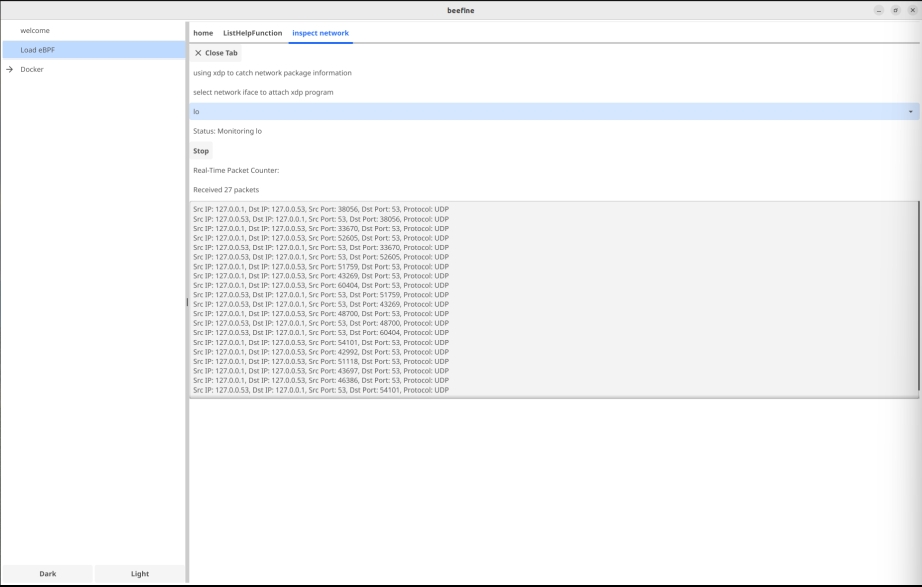 beefine
welcome
Load eBPF
Docker
home ListHelpFunction inspect network
Close Tab
using xdp to catch network package information
select network iface to attach xdp program
lo
Status: Monitoring lo
Stop
Real-Time Packet Counter:
Received 27 packets
Src IP: 127.0.0.1, Dst IP: 127.0.0.53, Src Port: 38056, Dst Port: 53, Protocol: UDP
Src IP: 127.0.0.53, Dst IP: 127.0.0.1, Src Port: 53, Dst Port: 38056, Protocol: UDP
Src IP: 127.0.0.1, Dst IP: 127.0.0.53, Src Port: 33670, Dst Port: 53, Protocol: UDP
Src IP: 127.0.0.1, Dst IP: 127.0.0.53, Src Port: 52605, Dst Port: 53, Protocol: UDP
Src IP: 127.0.0.53, Dst IP: 127.0.0.1, Src Port: 53, Dst Port: 33670, Protocol: UDP
Src IP: 127.0.0.53, Dst IP: 127.0.0.1, Src Port: 53, Dst Port: 52605, Protocol: UDP
Src IP: 127.0.0.1, Dst IP: 127.0.0.53, Src Port: 51759, Dst Port: 53, Protocol: UDP
Src IP: 127.0.0.1, Dst IP: 127.0.0.53, Src Port: 43269, Dst Port: 53, Protocol: UDP
Src IP: 127.0.0.1, Dst IP: 127.0.0.53, Src Port: 60404, Dst Port: 53, Protocol: UDP
Src IP: 127.0.0.53, Dst IP: 127.0.0.1, Src Port: 53, Dst Port: 51759, Protocol: UDP
Src IP: 127.0.0.53, Dst IP: 127.0.0.1, Src Port: 53, Dst Port: 43269, Protocol: UDP
Src IP: 127.0.0.1, Dst IP: 127.0.0.53, Src Port: 48700, Dst Port: 53, Protocol: UDP
Src IP: 127.0.0.53, Dst IP: 127.0.0.1, Src Port: 53, Dst Port: 48700, Protocol: UDP
Src IP: 127.0.0.53, Dst IP: 127.0.0.1, Src Port: 53, Dst Port: 60404, Protocol: UDP
Src IP: 127.0.0.1, Dst IP: 127.0.0.53, Src Port: 54101, Dst Port: 53, Protocol: UDP
Src IP: 127.0.0.1, Dst IP: 127.0.0.53, Src Port: 42992, Dst Port: 53, Protocol: UDP
Src IP: 127.0.0.1, Dst IP: 127.0.0.53, Src Port: 51118, Dst Port: 53, Protocol: UDP
Src IP: 127.0.0.1, Dst IP: 127.0.0.53, Src Port: 43697, Dst Port: 53, Protocol: UDP
Src IP: 127.0.0.1, Dst IP: 127.0.0.53, Src Port: 46386, Dst Port: 53, Protocol: UDP
Src IP: 127.0.0.53, Dst IP: 127.0.0.1, Src Port: 53, Dst Port: 54101, Protocol: UDP
Dark Light